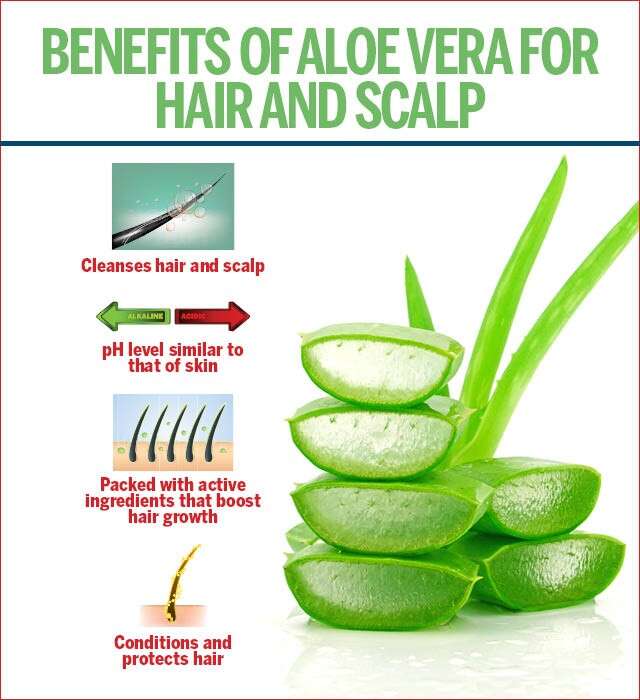 BENEFITS OF ALOE VERA FOR
HAIR AND SCALP
Cleanses hair and scalp
ALKALINE ACIDIC
pH level similar to
that of skin
Packed with active
ingredients that boost
hair growth
Conditions and
protects hair